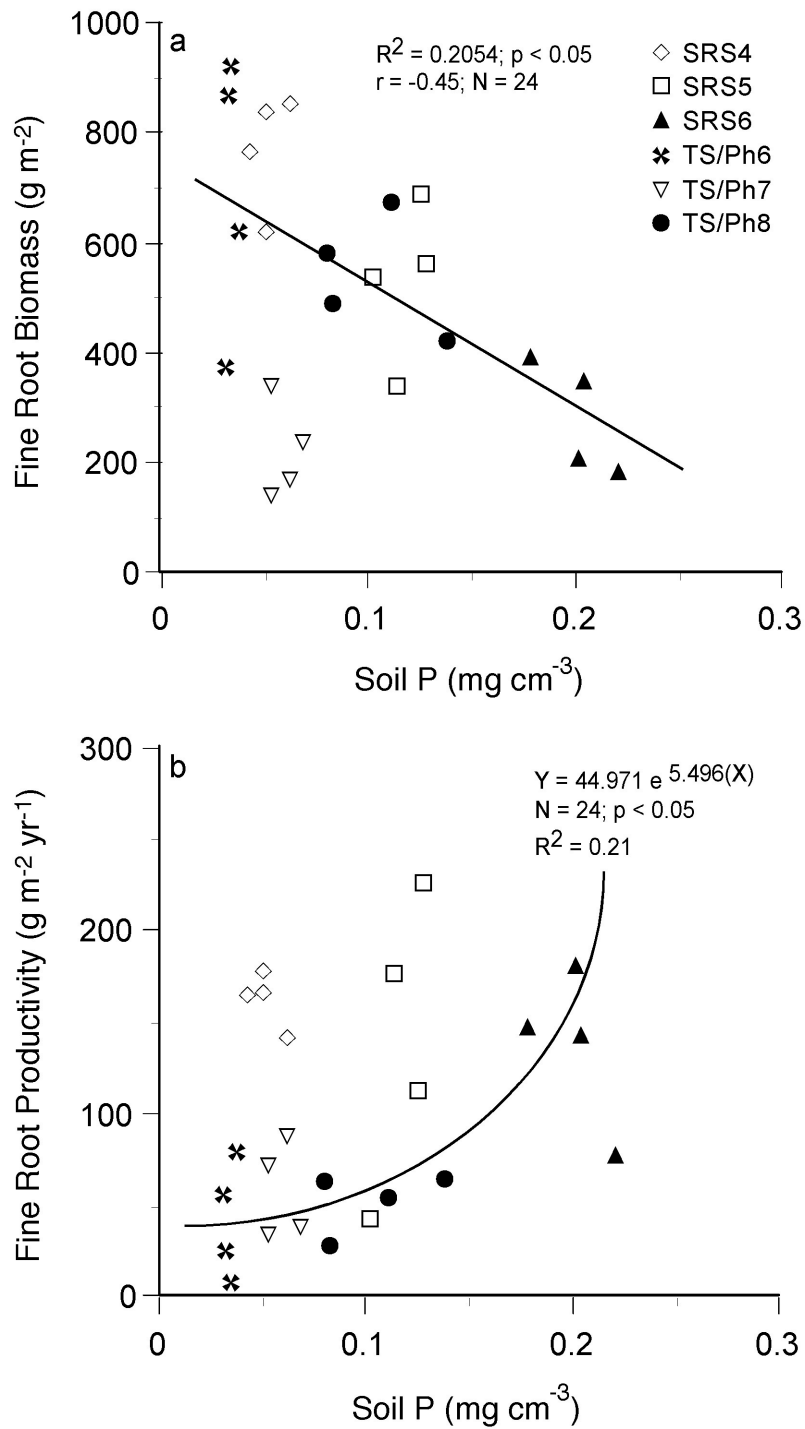 a
R2 = 0.2054; p < 0.05
r = -0.45; N = 24
SRS4
SRS5
SRS6
TS/Ph6
TS/Ph7
TS/Ph8
Fine Root Biomass (g m-2)
1000
800
600
400
200
0
0 0.1 0.2 0.3
Soil P (mg cm-3)
b
Y = 44.971 e 5.496(X)
N = 24; p < 0.05
R2 = 0.21
Fine Root Productivity (g m-2 yr-1)
300
200
100
0
0 0.1 0.2 0.3
Soil P (mg cm-3)